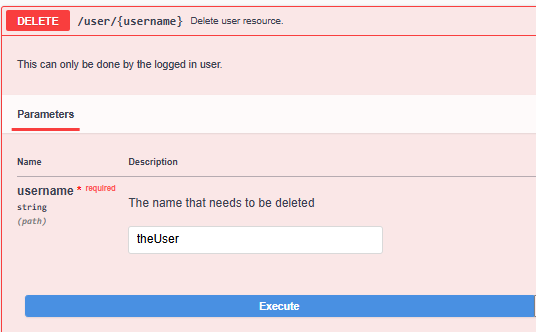 DELETE /user/{username} Delete user resource.
This can only be done by the logged in user.
Parameters
Name Description
username * required
string
(path)
The name that needs to be deleted
theUser
Execute